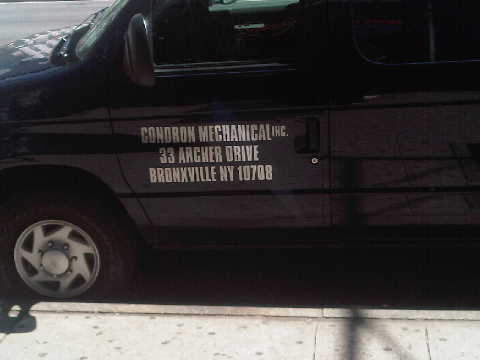 CONDRON MECHANICAL INC.
33 ARCHER DRIVE
BRONXVILLE NY 10708